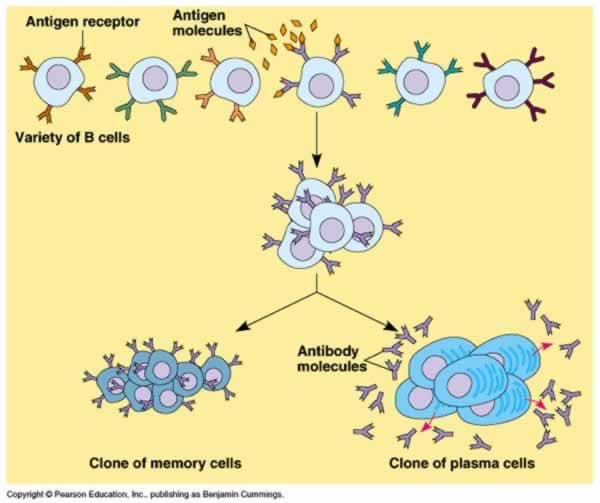 Antigen receptor
Antigen
molecules
Variety of B cells
Antibody
molecules
Clone of memory cells
Clone of plasma cells
Copyright © Pearson Education, Inc., publishing as Benjamin Cummings.